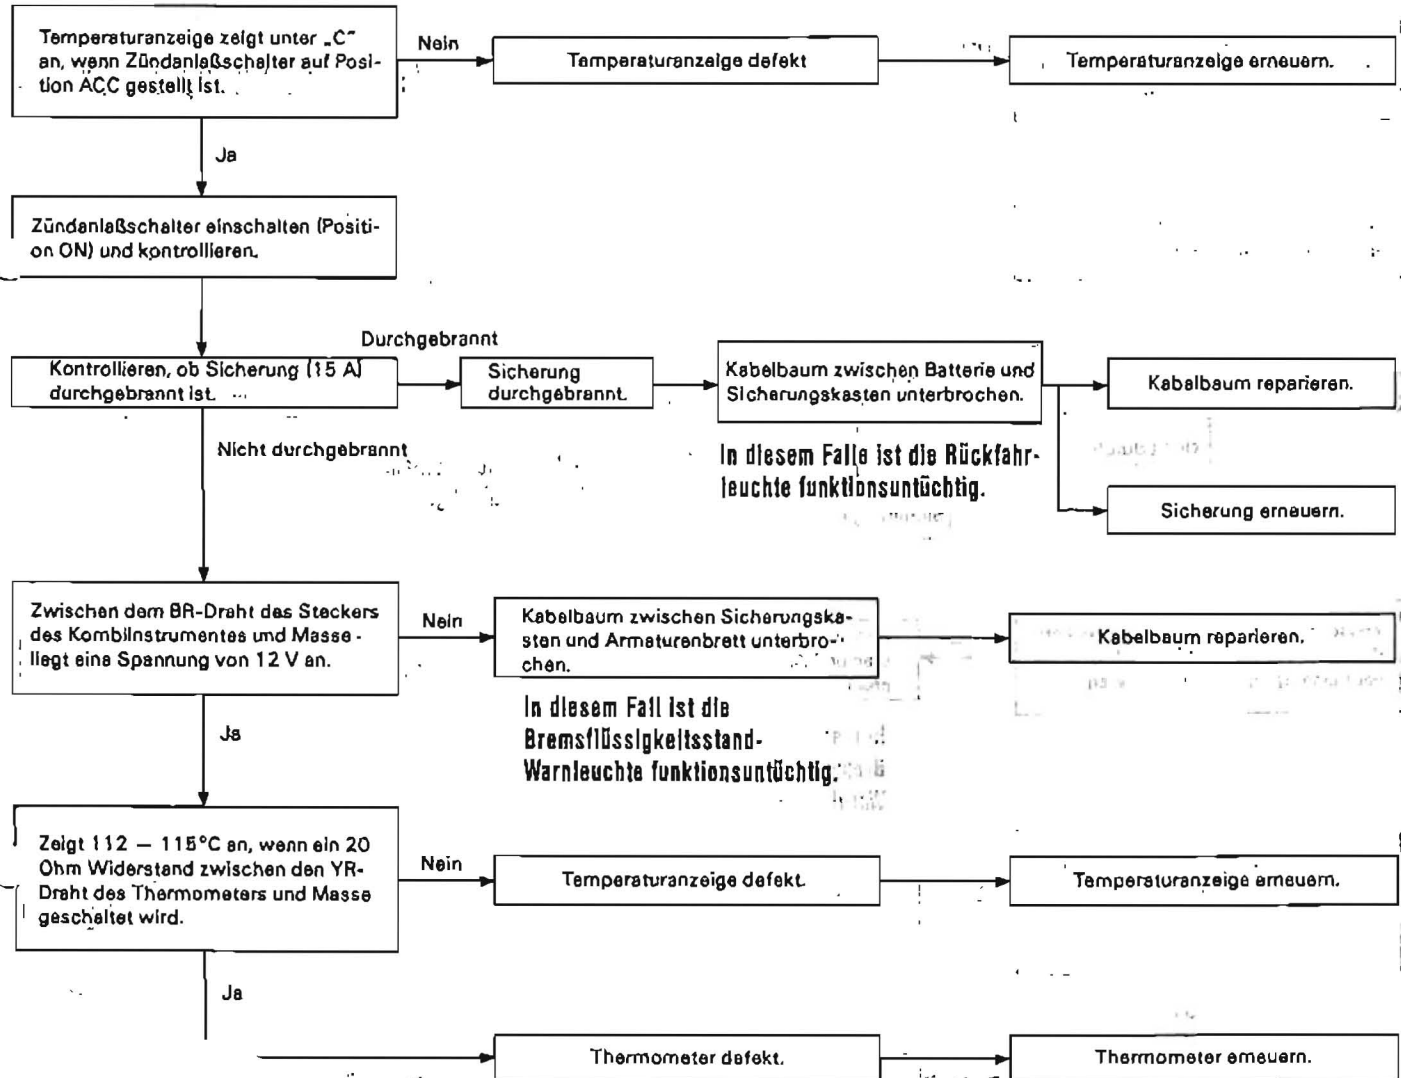 Temperaturanzeige zeigt unter „C“
an, wenn Zündanlaßschalter auf Posi-
tion ACC gestellt ist.
Nein
Temperaturanzeige defekt
Temperaturanzeige erneuern.
Ja
Zündanlaßschalter einschalten (Positi-
on ON) und kontrollieren.
Durchgebrannt
Kontrollieren, ob Sicherung (15 A)
durchgebrannt ist.
Sicherung
durchgebrannt.
Kabelbaum zwischen Batterie und
Sicherungskasten unterbrochen.
Kabelbaum reparieren.
Nicht durchgebrannt
In diesem Falle ist die Rückfahr-
leuchte funktionsuntüchtig.
Sicherung erneuern.
Zwischen dem BR-Draht des Steckers
des Kombiinstrumentes und Masse
liegt eine Spannung von 12 V an.
Nein
Kabelbaum zwischen Sicherungska-
sten und Armaturenbrett unterbro-
chen.
Kabelbaum reparieren.
In diesem Fall ist die
Bremsflüssigkeitsstand-
Warnleuchte funktionsuntüchtig.
Ja
Zeigt 112 — 115°C an, wenn ein 20
Ohm Widerstand zwischen den YR-
Draht des Thermometers und Masse
geschaltet wird.
Nein
Temperaturanzeige defekt.
Temperaturanzeige erneuern.
Ja
Thermometer defekt.
Thermometer erneuern.